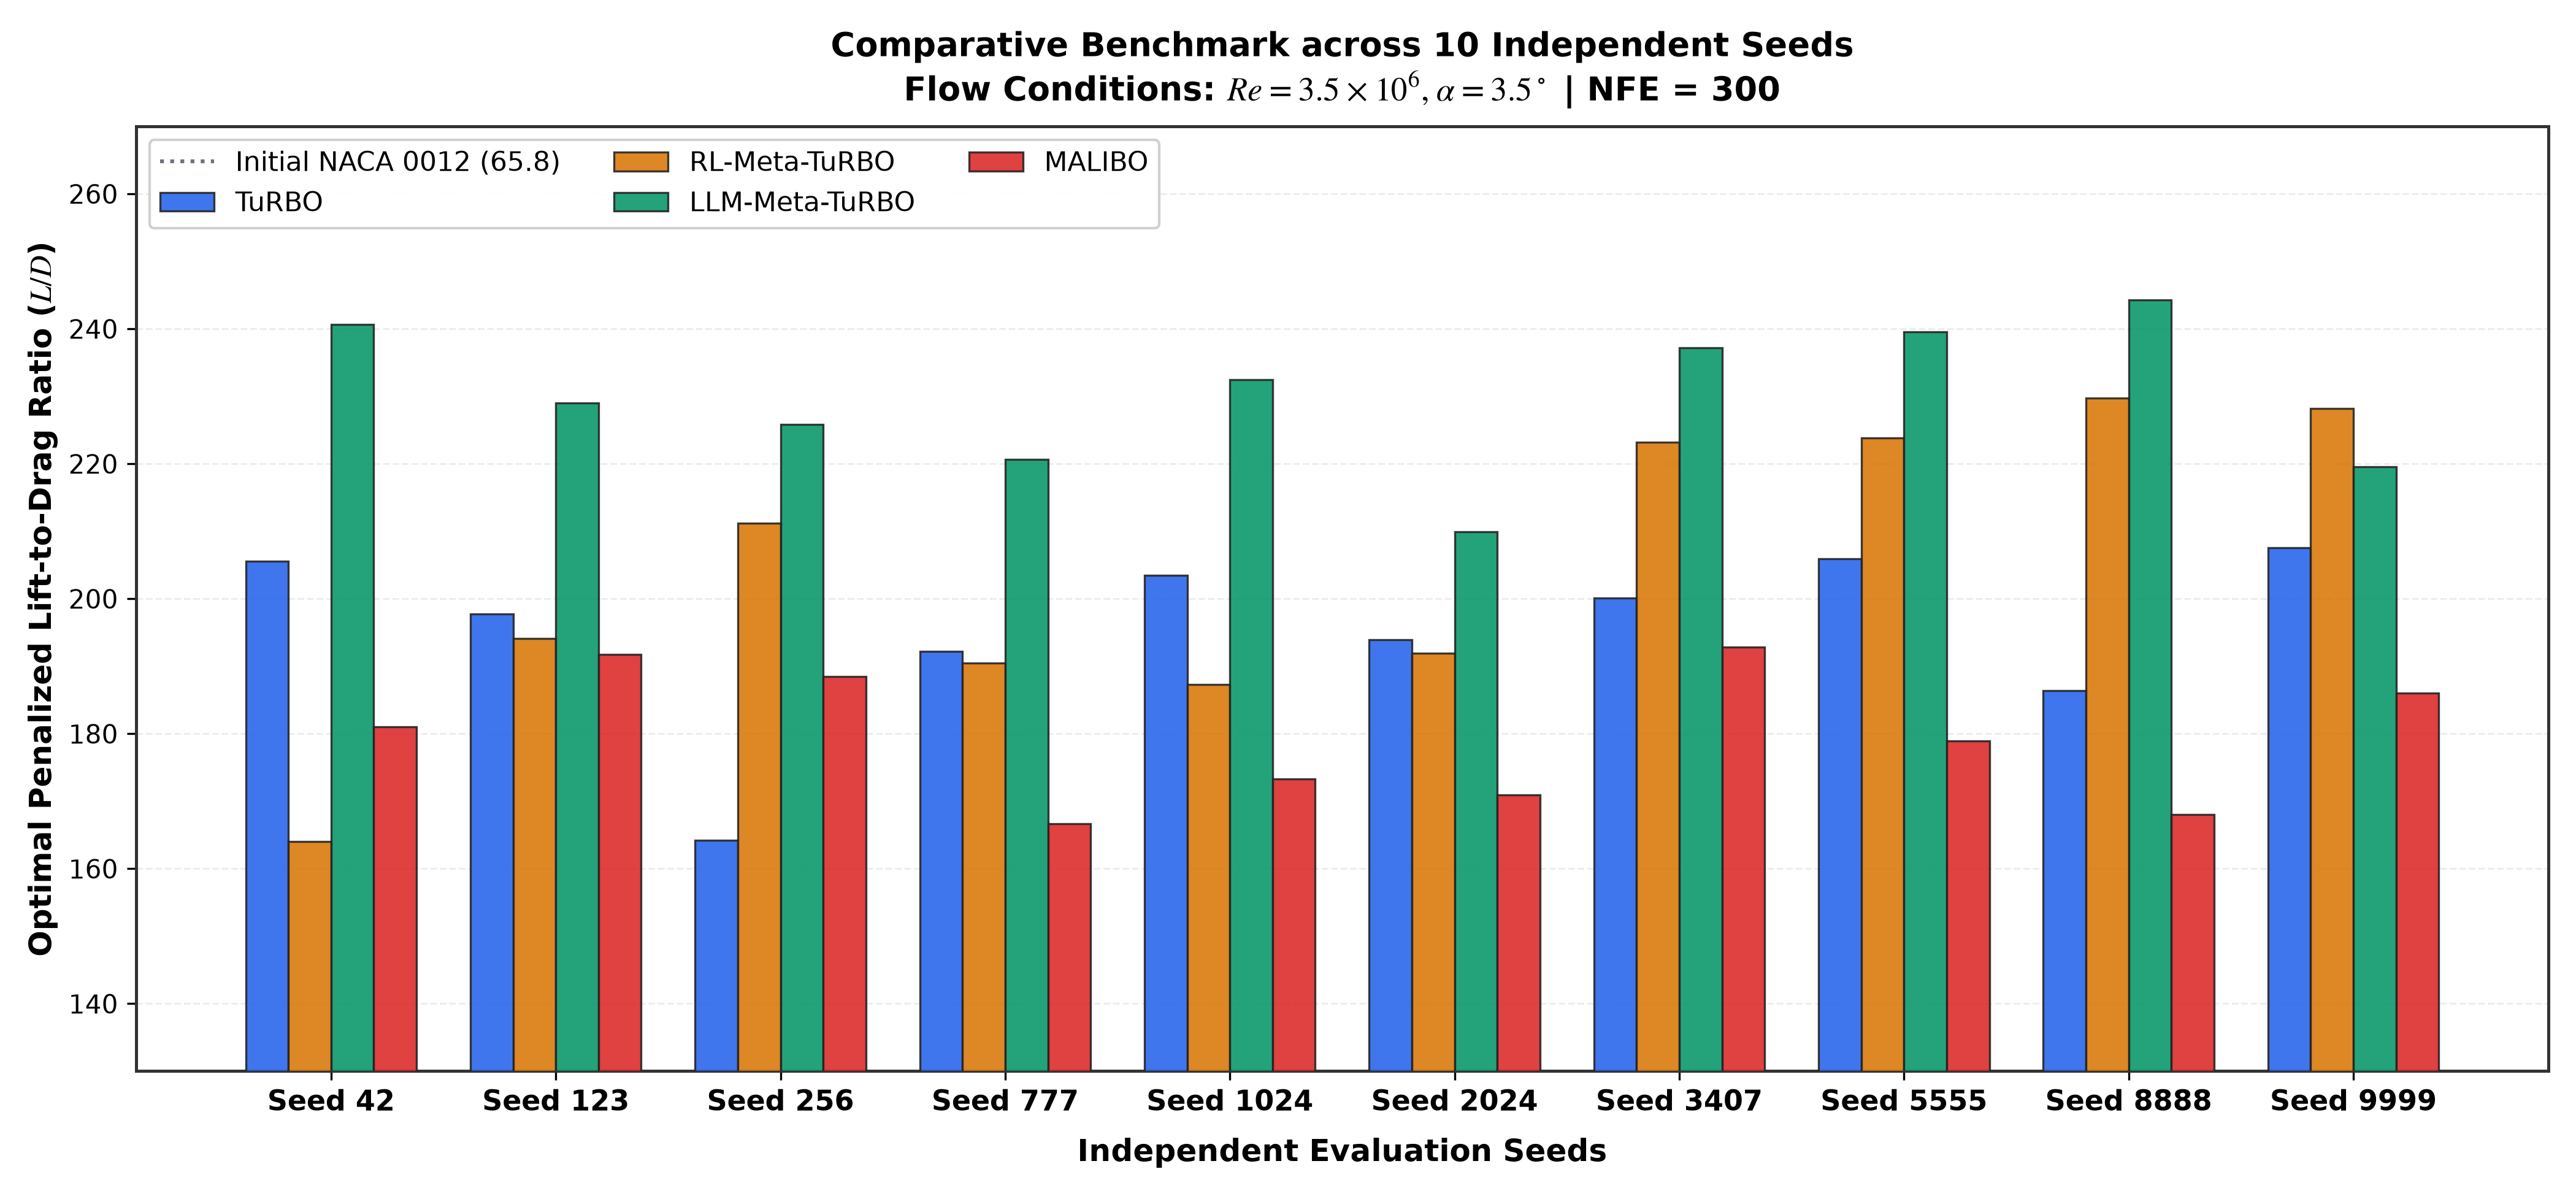 Comparative Benchmark across 10 Independent Seeds
Flow Conditions: Re = 3.5 × 10⁶, α = 3.5° | NFE = 300
Initial NACA 0012 (65.8)
TuRBO
RL-Meta-TuRBO
LLM-Meta-TuRBO
MALIBO
Optimal Penalized Lift-to-Drag Ratio (L/D)
260
240
220
200
180
160
140
Seed 42
Seed 123
Seed 256
Seed 777
Seed 1024
Seed 2024
Seed 3407
Seed 5555
Seed 8888
Seed 9999
Independent Evaluation Seeds